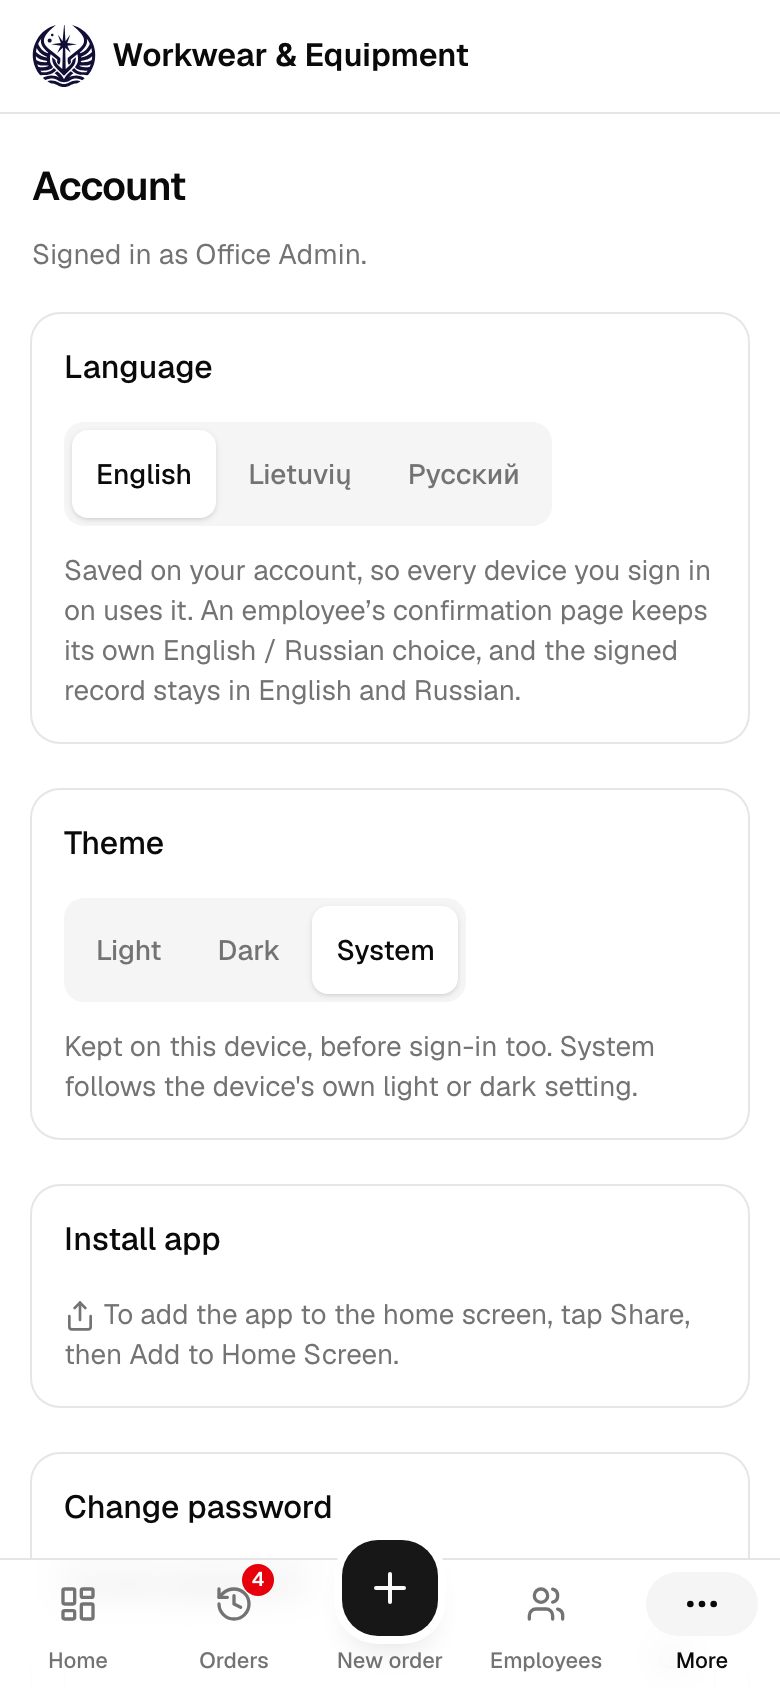 Workwear & Equipment
Account
Signed in as Office Admin.
Language
English
Lietuvių
Русский
Saved on your account, so every device you sign in
on uses it. An employee’s confirmation page keeps
its own English / Russian choice, and the signed
record stays in English and Russian.
Theme
Light
Dark
System
Kept on this device, before sign-in too. System
follows the device's own light or dark setting.
Install app
To add the app to the home screen, tap Share,
then Add to Home Screen.
Change password
4
Home
Orders
New order
Employees
More